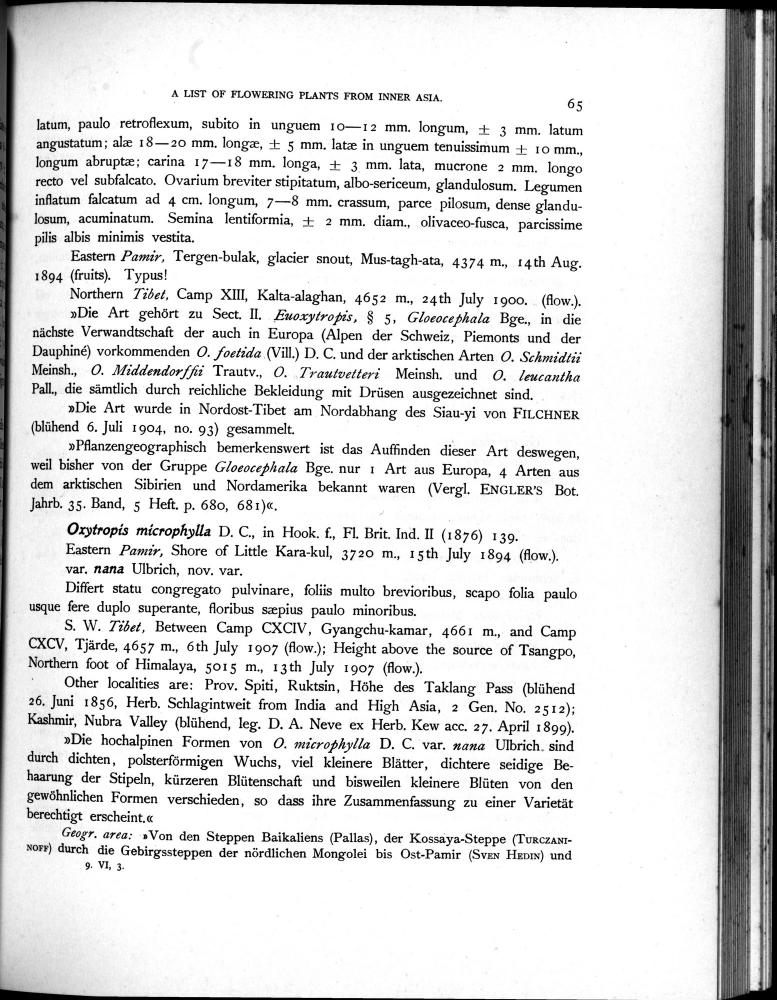 A LIST OF FLOWERING PLANTS FROM INNER ASIA.
65
latum, paulo retroflexum, subito in unguem 10—12 mm. longum, ± 3 mm. latum
angustatum; alæ 18—20 mm. longæ, ± 5 mm. latæ in unguem tenuissimum ± 10 mm.,
longum abruptæ; carina 17—18 mm. longa, ± 3 mm. lata, mucrone 2 mm. longo
recto vel subfalcato. Ovarium breviter stipitatum, albo-sericeum, glandulosum. Legumen
inflatum falcatum ad 4 cm. longum, 7—8 mm. crassum, parce pilosum, dense glandu-
losum, acuminatum. Semina lentiformia, ± 2 mm. diam., olivaceo-fusca, parcissime
pilis albis minimis vestita.
Eastern Pamir, Tergen-bulak, glacier snout, Mus-tagh-ata, 4374 m., 14th Aug.
1894 (fruits). Typus!
Northern Tibet, Camp XIII, Kalta-alaghan, 4652 m., 24th July 1900. (flow.).
»Die Art gehört zu Sect. II. Euoxytropis, § 5, Gloeocephala Bge., in die
nächste Verwandtschaft der auch in Europa (Alpen der Schweiz, Piemonts und der
Dauphiné) vorkommenden O. foetida (Vill.) D. C. und der arktischen Arten O. Schmidtii
Meinsh., O. Middendorffii Trautv., O. Trautvetteri Meinsh. und O. leucantha
Pall., die sämtlich durch reichliche Bekleidung mit Drüsen ausgezeichnet sind.
»Die Art wurde in Nordost-Tibet am Nordabhang des Siau-yi von FILCHNER
(blühend 6. Juli 1904, no. 93) gesammelt.
»Pflanzengeographisch bemerkenswert ist das Auffinden dieser Art deswegen,
weil bisher von der Gruppe Gloeocephala Bge. nur 1 Art aus Europa, 4 Arten aus
dem arktischen Sibirien und Nordamerika bekannt waren (Vergl. ENGLER'S Bot.
Jahrb. 35. Band, 5 Heft. p. 680, 681)«.
Oxytropis microphylla D. C., in Hook. f., Fl. Brit. Ind. II (1876) 139.
Eastern Pamir, Shore of Little Kara-kul, 3720 m., 15th July 1894 (flow.).
var. nana Ulbrich, nov. var.
Differt statu congregato pulvinare, foliis multo brevioribus, scapo folia paulo
usque fere duplo superante, floribus sæpius paulo minoribus.
S. W. Tibet, Between Camp CXCIV, Gyangchu-kamar, 4661 m., and Camp
CXCV, Tjärde, 4657 m., 6th July 1907 (flow.); Height above the source of Tsangpo,
Northern foot of Himalaya, 5015 m., 13th July 1907 (flow.).
Other localities are: Prov. Spiti, Ruktsin, Höhe des Taklang Pass (blühend
26. Juni 1856, Herb. Schlagintweit from India and High Asia, 2 Gen. No. 2512);
Kashmir, Nubra Valley (blühend, leg. D. A. Neve ex Herb. Kew acc. 27. April 1899).
»Die hochalpinen Formen von O. microphylla D. C. var. nana Ulbrich. sind
durch dichten, polsterförmigen Wuchs, viel kleinere Blätter, dichtere seidige Be-
haarung der Stipeln, kürzeren Blütenschaft und bisweilen kleinere Blüten von den
gewöhnlichen Formen verschieden, so dass ihre Zusammenfassung zu einer Varietät
berechtigt erscheint.«
Geogr. area: »Von den Steppen Baikaliens (Pallas), der Kossaya-Steppe (TURCZANI-
NOFF) durch die Gebirgssteppen der nördlichen Mongolei bis Ost-Pamir (SVEN HEDIN) und
9. VI, 3.